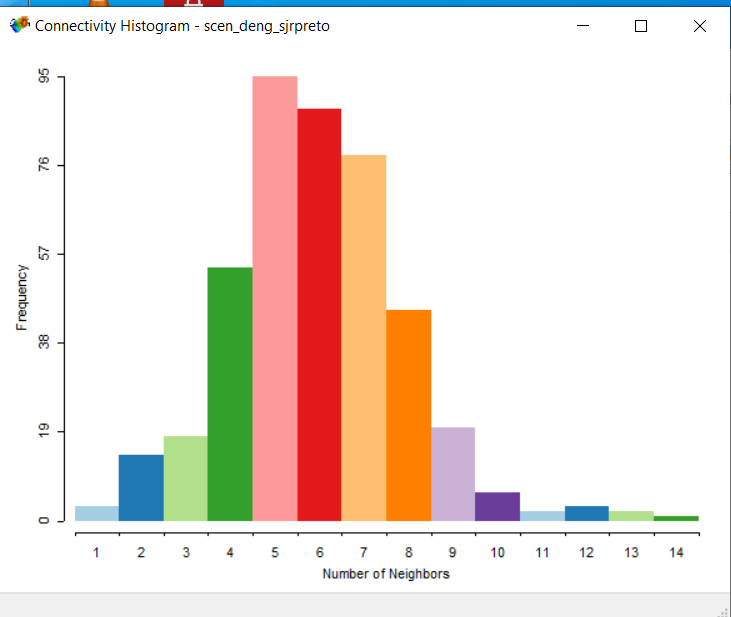 Connectivity Histogram - scen_deng_sjrpreto
95
76
57
38
19
0
Frequency
1 2 3 4 5 6 7 8 9 10 11 12 13 14
Number of Neighbors